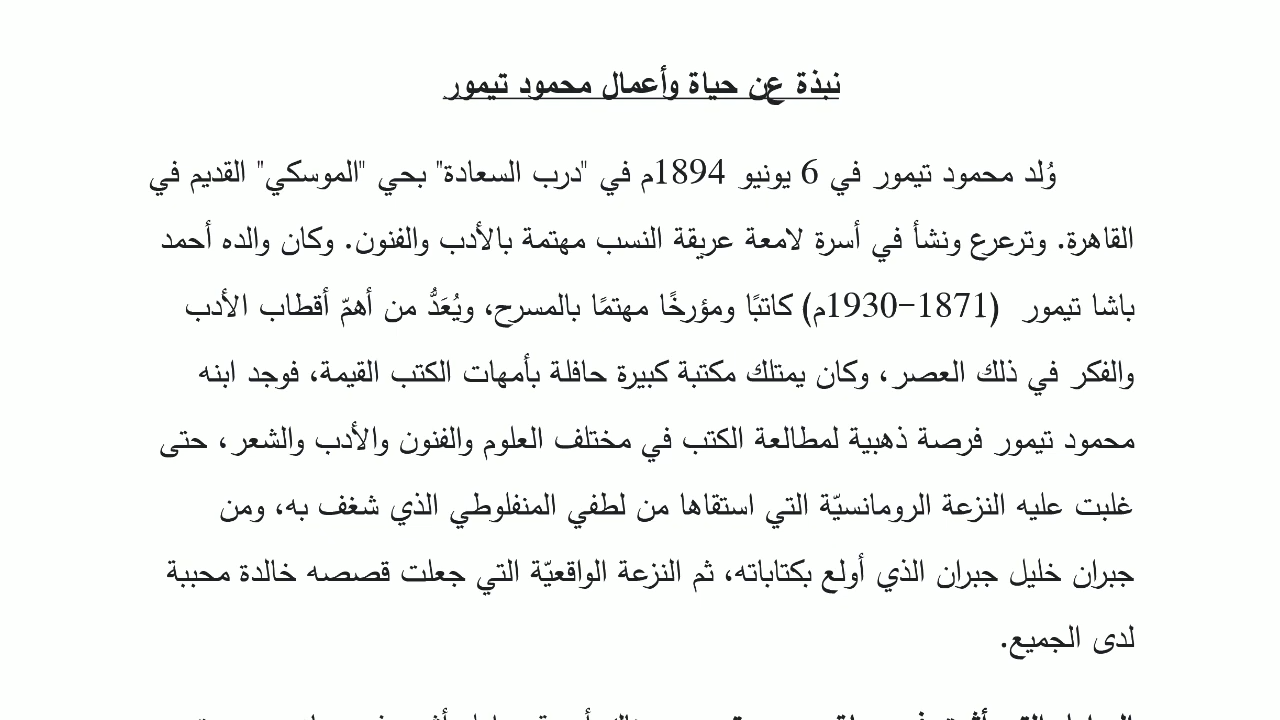 نبذة عن حياة وأعمال محمود تيمور
وُلد محمود تيمور في 6 يونيو 1894م في "درب السعادة" بحي "الموسكي" القديم في
القاهرة. وترعرع ونشأ في أسرة لامعة عريقة النسب مهتمة بالأدب والفنون. وكان والده أحمد
باشا تيمور (1871-1930م) كاتبًا ومؤرخًا مهتمًا بالمسرح، ويُعَدُّ من أهمّ أقطاب الأدب
والفكر في ذلك العصر، وكان يمتلك مكتبة كبيرة حافلة بأمهات الكتب القيمة، فوجد ابنه
محمود تيمور فرصة ذهبية لمطالعة الكتب في مختلف العلوم والفنون والأدب والشعر، حتى
غلبت عليه النزعة الرومانسيّة التي استقاها من لطفي المنفلوطي الذي شغف به، ومن
جبران خليل جبران الذي أولع بكتاباته، ثم النزعة الواقعيّة التي جعلت قصصه خالدة محببة
لدى الجميع.